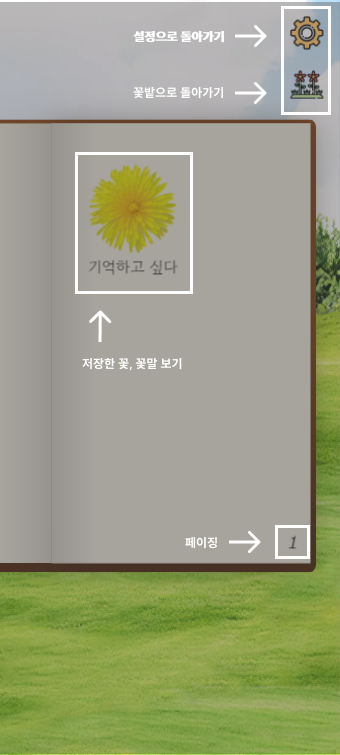 설정으로 돌아가기
꽃밭으로 돌아가기
기억하고 싶다
저장한 꽃, 꽃말 보기
페이징
1